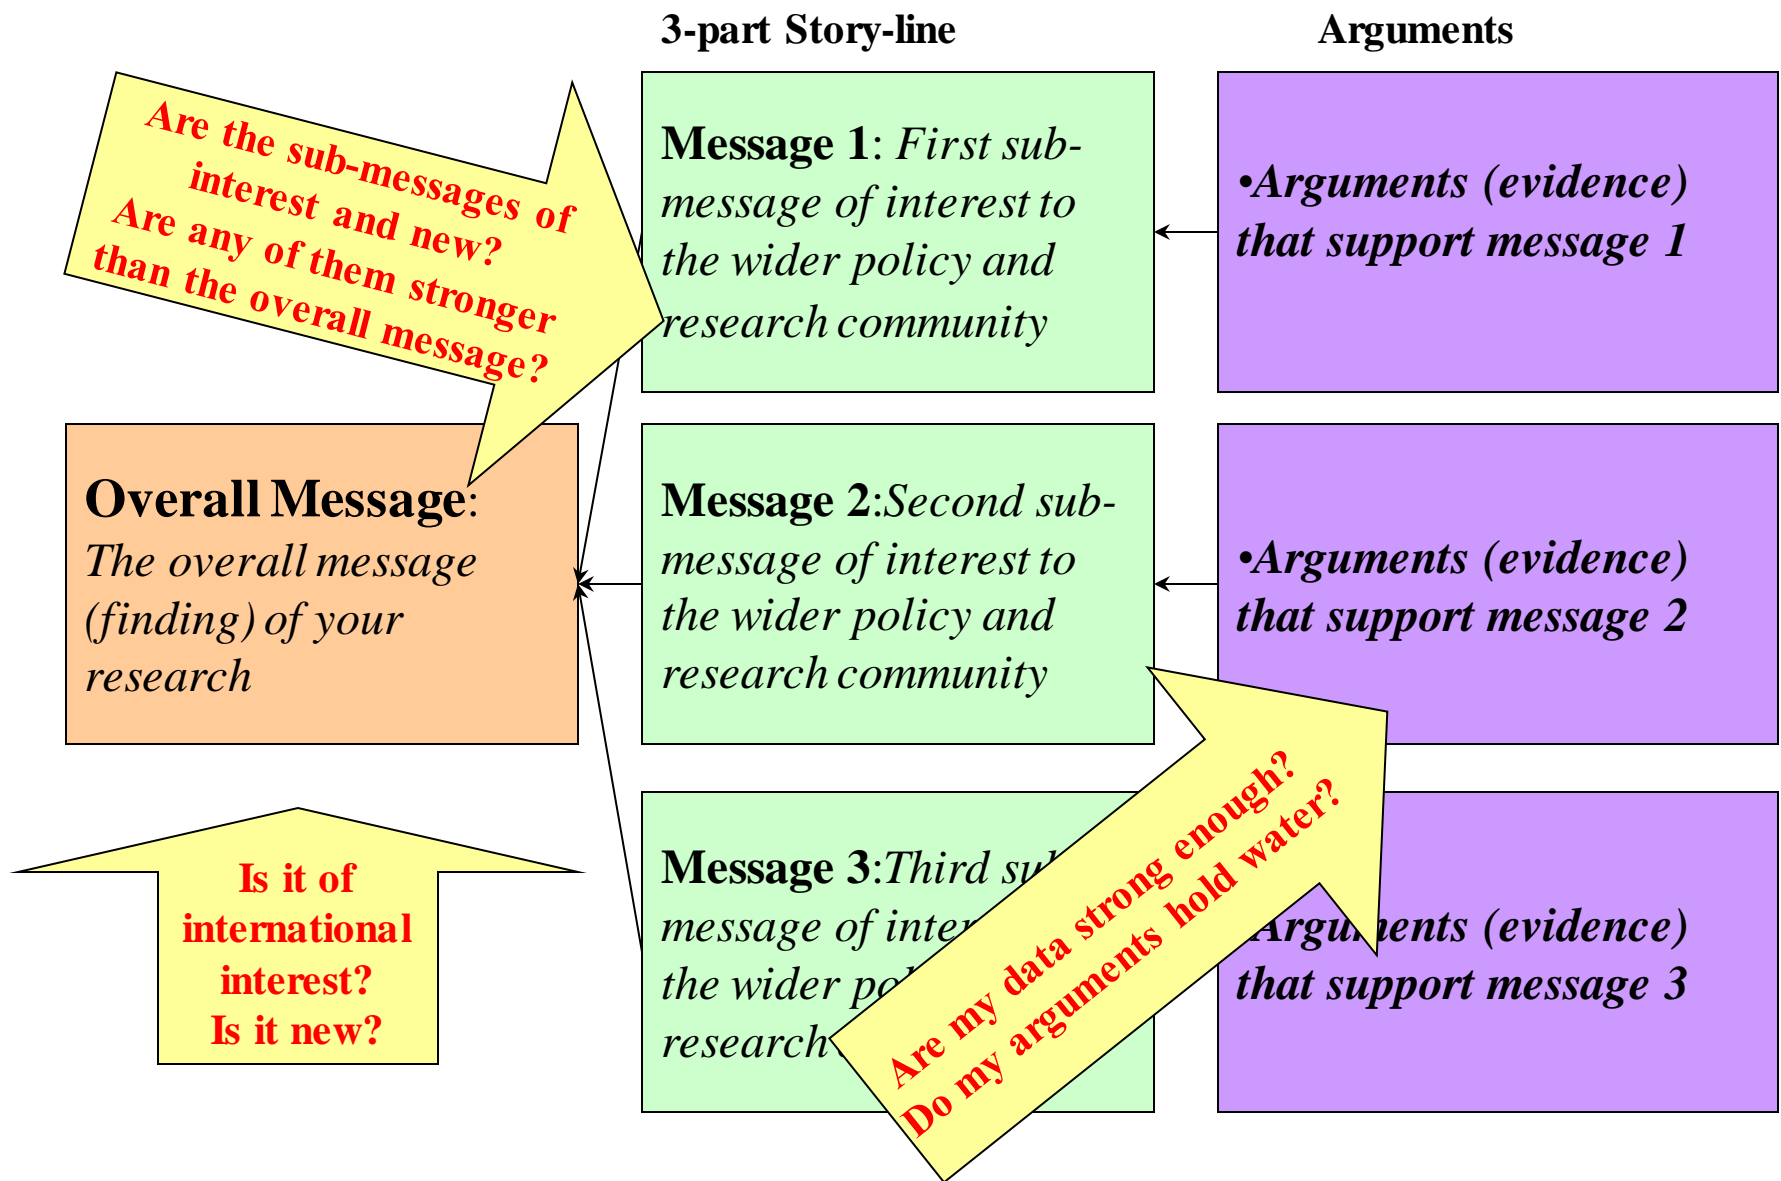 3-part Story-line
Arguments
Are the sub-messages of
interest and new?
Are any of them stronger
than the overall message?
Message 1: First sub-
message of interest to
the wider policy and
research community
•Arguments (evidence)
that support message 1
Overall Message:
The overall message
(finding) of your
research
Message 2:Second sub-
message of interest to
the wider policy and
research community
•Arguments (evidence)
that support message 2
Is it of
international
interest?
Is it new?
Message 3:Third
message of
the wider
research
Are my data strong enough?
Do my arguments hold water?
Arguments (evidence)
that support message 3